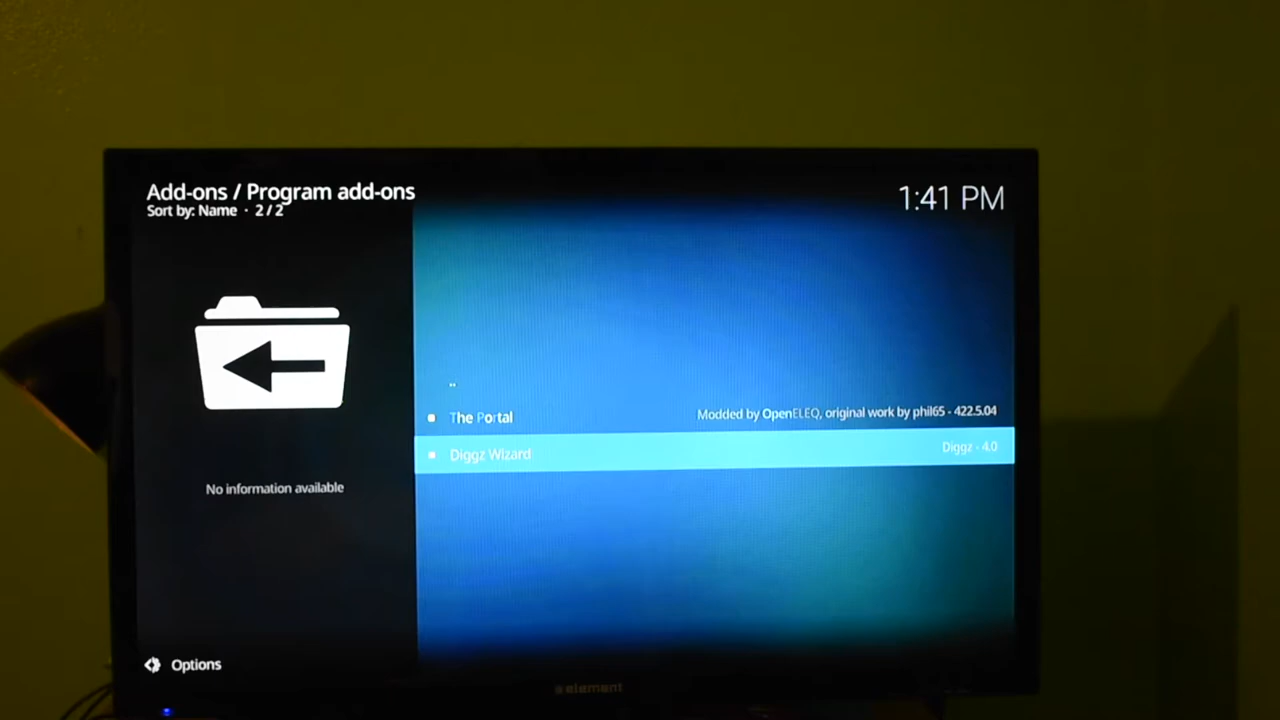 Add-ons / Program add-ons
Sort by: Name · 2 / 2
1:41 PM
..
The Portal
Modded by OpenELEQ, original work by phil65 - 422.5.04
Diggz Wizard
Diggz - 4.0
No information available
Options
element